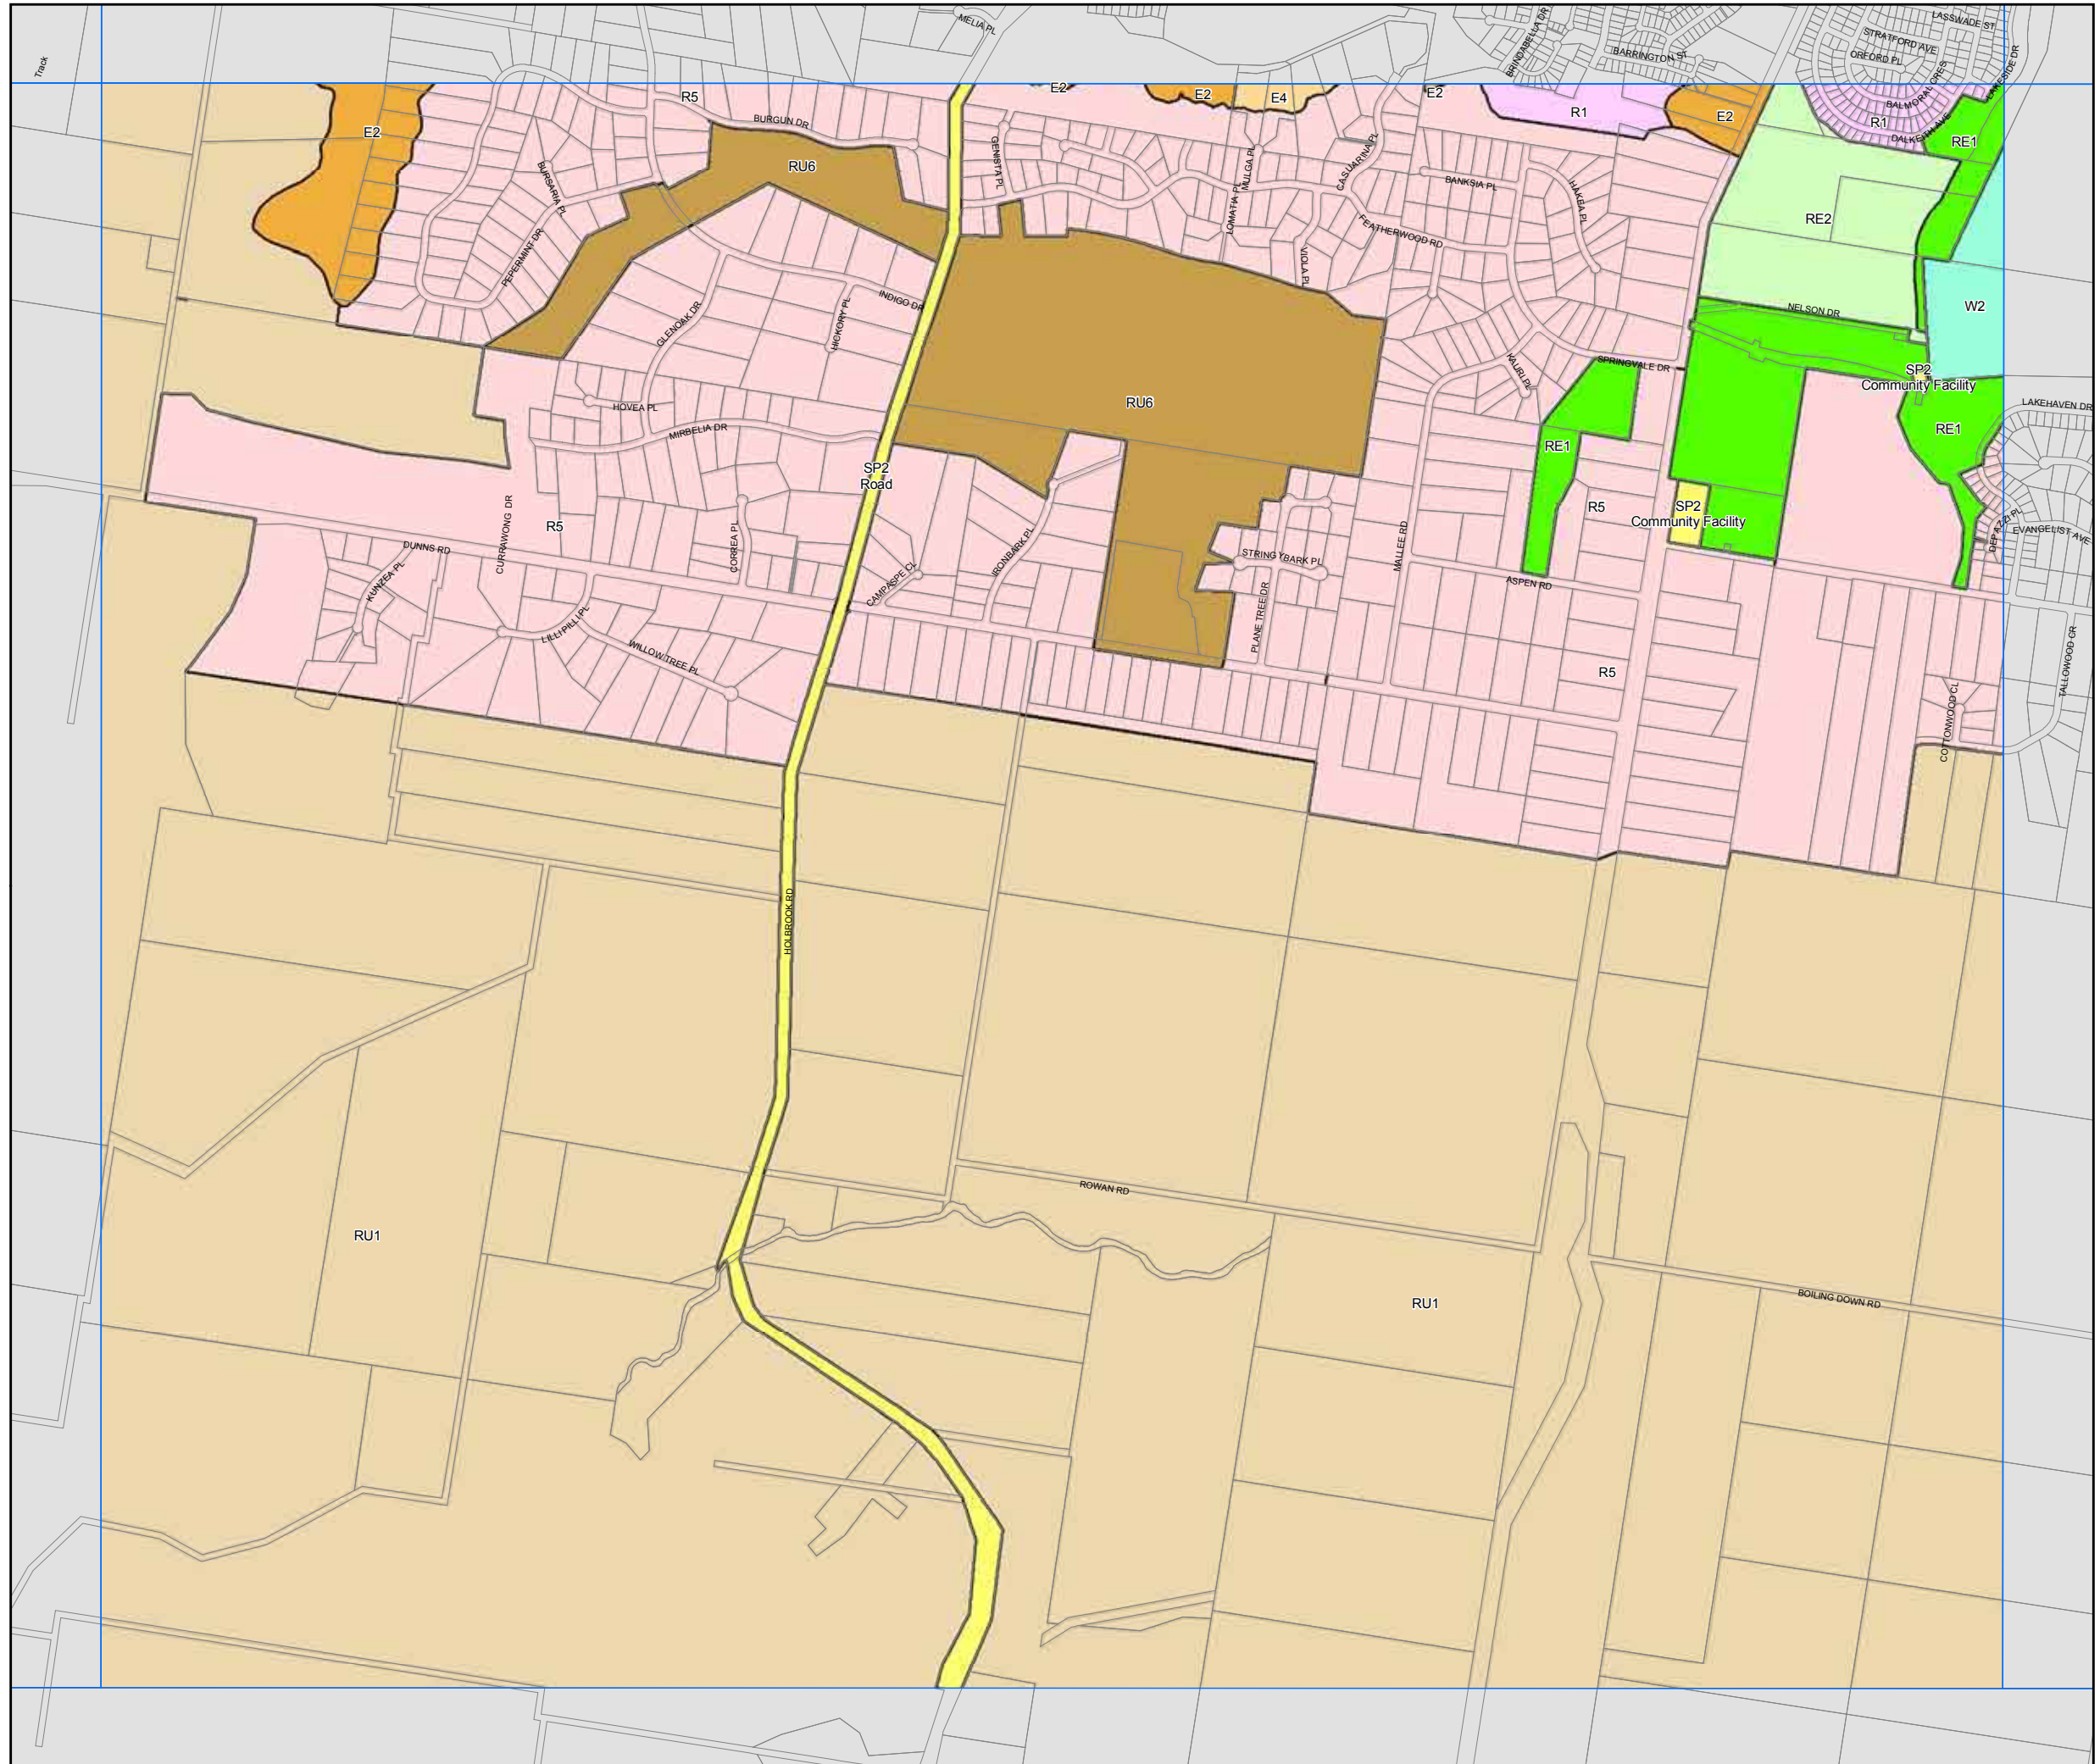 Track
MELIA PL
BRINDABELLA DR
BARRINGTON ST
LASSWADE ST
STRATFORD AVE
ORFORD PL
BALMORAL CRES
LAKESIDE DR
DALKEITH AVE
R5
E2
E2
E4
E2
R1
E2
R1
RE1
E2
BURGUN DR
RU6
GENISTA PL
BURSARIA PL
PEPERMINT DR
MULGA PL
LOMATIA PL
CASUARINA PL
BANKSIA PL
HAKEA PL
FEATHERWOOD RD
VIOLA PL
RE2
W2
NELSON DR
INDIGO DR
HICKORY PL
GLENOAK DR
KAURI PL
SPRINGVALE DR
SP2
Community Facility
LAKEHAVEN DR
HOVEA PL
MIRBELIA DR
RU6
RE1
RE1
SP2
Road
R5
CURRAWONG DR
CORREA PL
IRONBARK PL
MALLEE RD
R5
SP2
Community Facility
EVANGELIST AVE
DUNNS RD
KUNZEA PL
CAMPASPE CL
STRINGYBARK PL
PLANE TREE DR
ASPEN RD
LILLI PILLI PL
WILLOW TREE PL
R5
COTTONWOOD CL
TALLOWOOD CR
HOLBROOK RD
ROWAN RD
RU1
RU1
BOILING DOWN RD